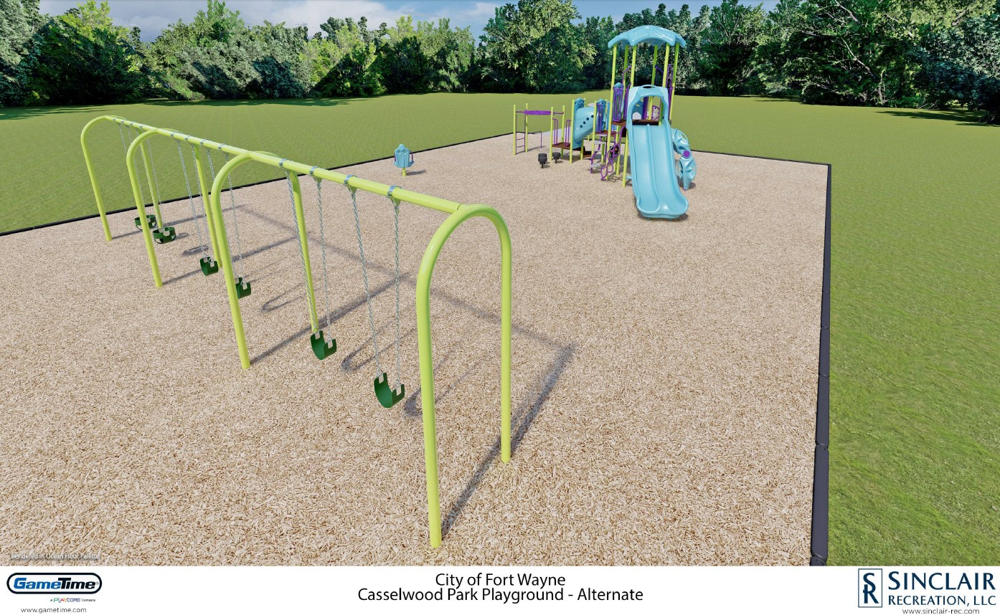 Rendered in Ocean Floor Palette
GameTime®
A PLAYCORE Company
www.gametime.com
City of Fort Wayne
Casselwood Park Playground - Alternate
SR
SINCLAIR
RECREATION, LLC
www.sinclair-rec.com